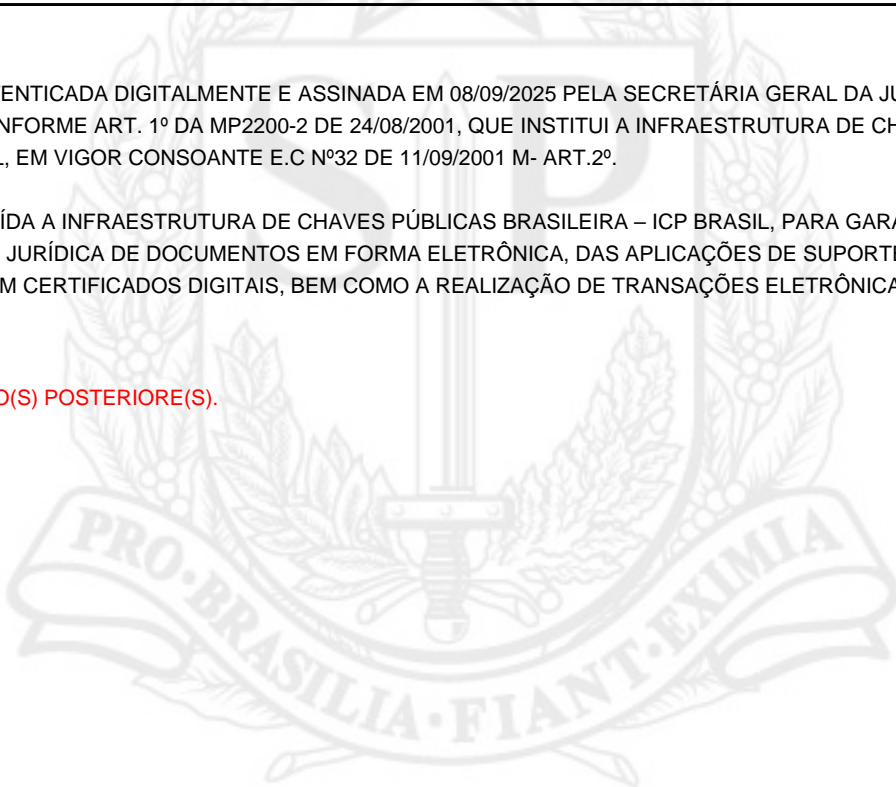 ENTICADA DIGITALMENTE E ASSINADA EM 08/09/2025 PELA SECRETÁRIA GERAL DA JU
NFORME ART. 1º DA MP2200-2 DE 24/08/2001, QUE INSTITUI A INFRAESTRUTURA DE CH
L, EM VIGOR CONSOANTE E.C Nº32 DE 11/09/2001 M- ART.2º.
ÍDA A INFRAESTRUTURA DE CHAVES PÚBLICAS BRASILEIRA – ICP BRASIL, PARA GARA
JURÍDICA DE DOCUMENTOS EM FORMA ELETRÔNICA, DAS APLICAÇÕES DE SUPORTE
M CERTIFICADOS DIGITAIS, BEM COMO A REALIZAÇÃO DE TRANSAÇÕES ELETRÔNICA
O(S) POSTERIORE(S).
SP
PRO·BRASILIA·FIANT·EXIMIA